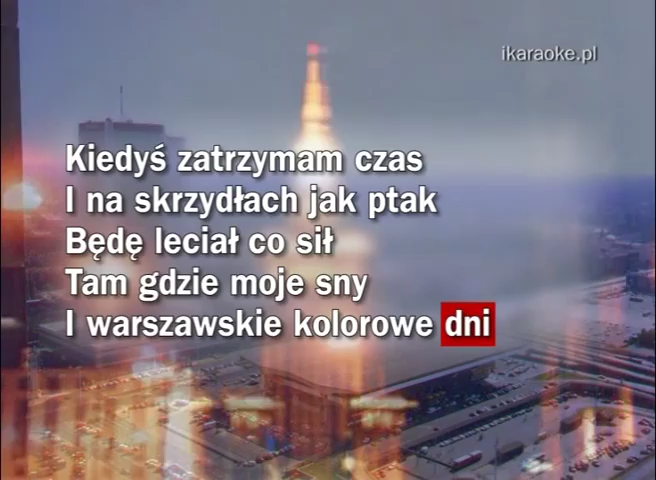 ikaraoke.pl
Kiedyś zatrzymam czas
I na skrzydłach jak ptak
Będę leciał co sił
Tam gdzie moje sny
I warszawskie kolorowe dni